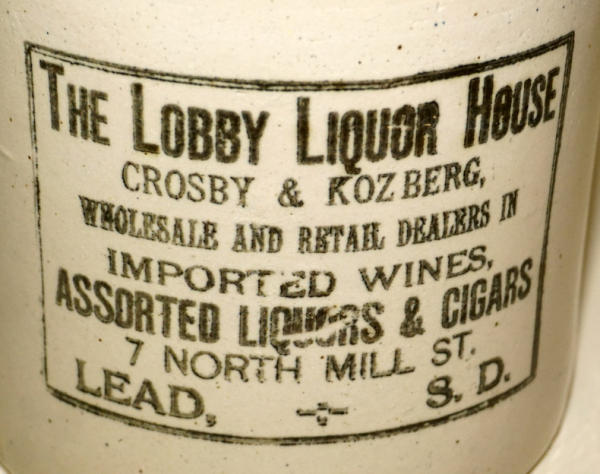 THE LOBBY LIQUOR HOUSE
CROSBY & KOZBERG,
WHOLESALE AND RETAIL DEALERS IN
IMPORTED WINES,
ASSORTED LIQUORS & CIGARS
7 NORTH MILL ST.
LEAD, S. D.